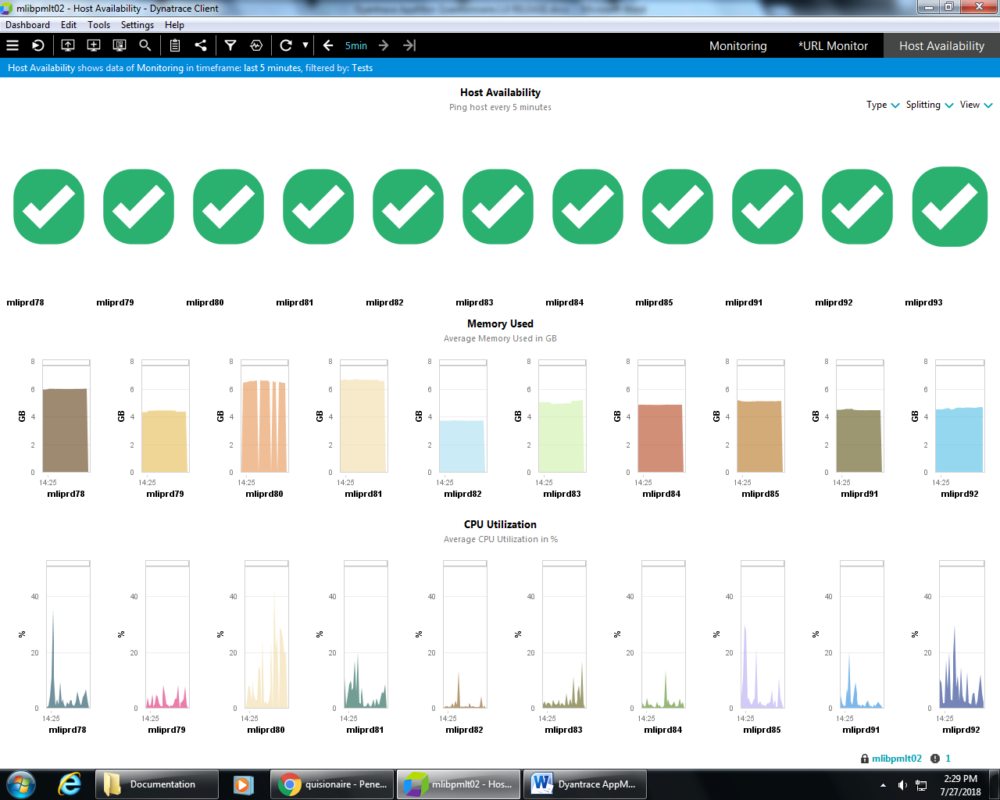 mlibpmlt02 - Host Availability - Dynatrace Client
Dashboard Edit Tools Settings Help
5min
Monitoring *URL Monitor Host Availability
Host Availability shows data of Monitoring in timeframe: last 5 minutes, filtered by: Tests
Host Availability
Ping host every 5 minutes
Type Splitting View
mliprd78 mliprd79 mliprd80 mliprd81 mliprd82 mliprd83 mliprd84 mliprd85 mliprd91 mliprd92 mliprd93
Memory Used
Average Memory Used in GB
8 8 8 8 8 8 8 8 8 8
6 6 6 6 6 6 6 6 6 6
GB GB GB GB GB GB GB GB GB GB
4 4 4 4 4 4 4 4 4 4
2 2 2 2 2 2 2 2 2 2
0 0 0 0 0 0 0 0 0 0
14:25 14:25 14:25 14:25 14:25 14:25 14:25 14:25 14:25 14:25
mliprd78 mliprd79 mliprd80 mliprd81 mliprd82 mliprd83 mliprd84 mliprd85 mliprd91 mliprd92
CPU Utilization
Average CPU Utilization in %
40 40 40 40 40 40 40 40 40 40
% % % % % % % % % %
20 20 20 20 20 20 20 20 20 20
0 0 0 0 0 0 0 0 0 0
14:25 14:25 14:25 14:25 14:25 14:25 14:25 14:25 14:25 14:25
mliprd78 mliprd79 mliprd80 mliprd81 mliprd82 mliprd83 mliprd84 mliprd85 mliprd91 mliprd92
mlibpmlt02 1
Documentation quisionaire - Pene... mlibpmlt02 - Hos... Dyantrace AppM...
2:29 PM
7/27/2018